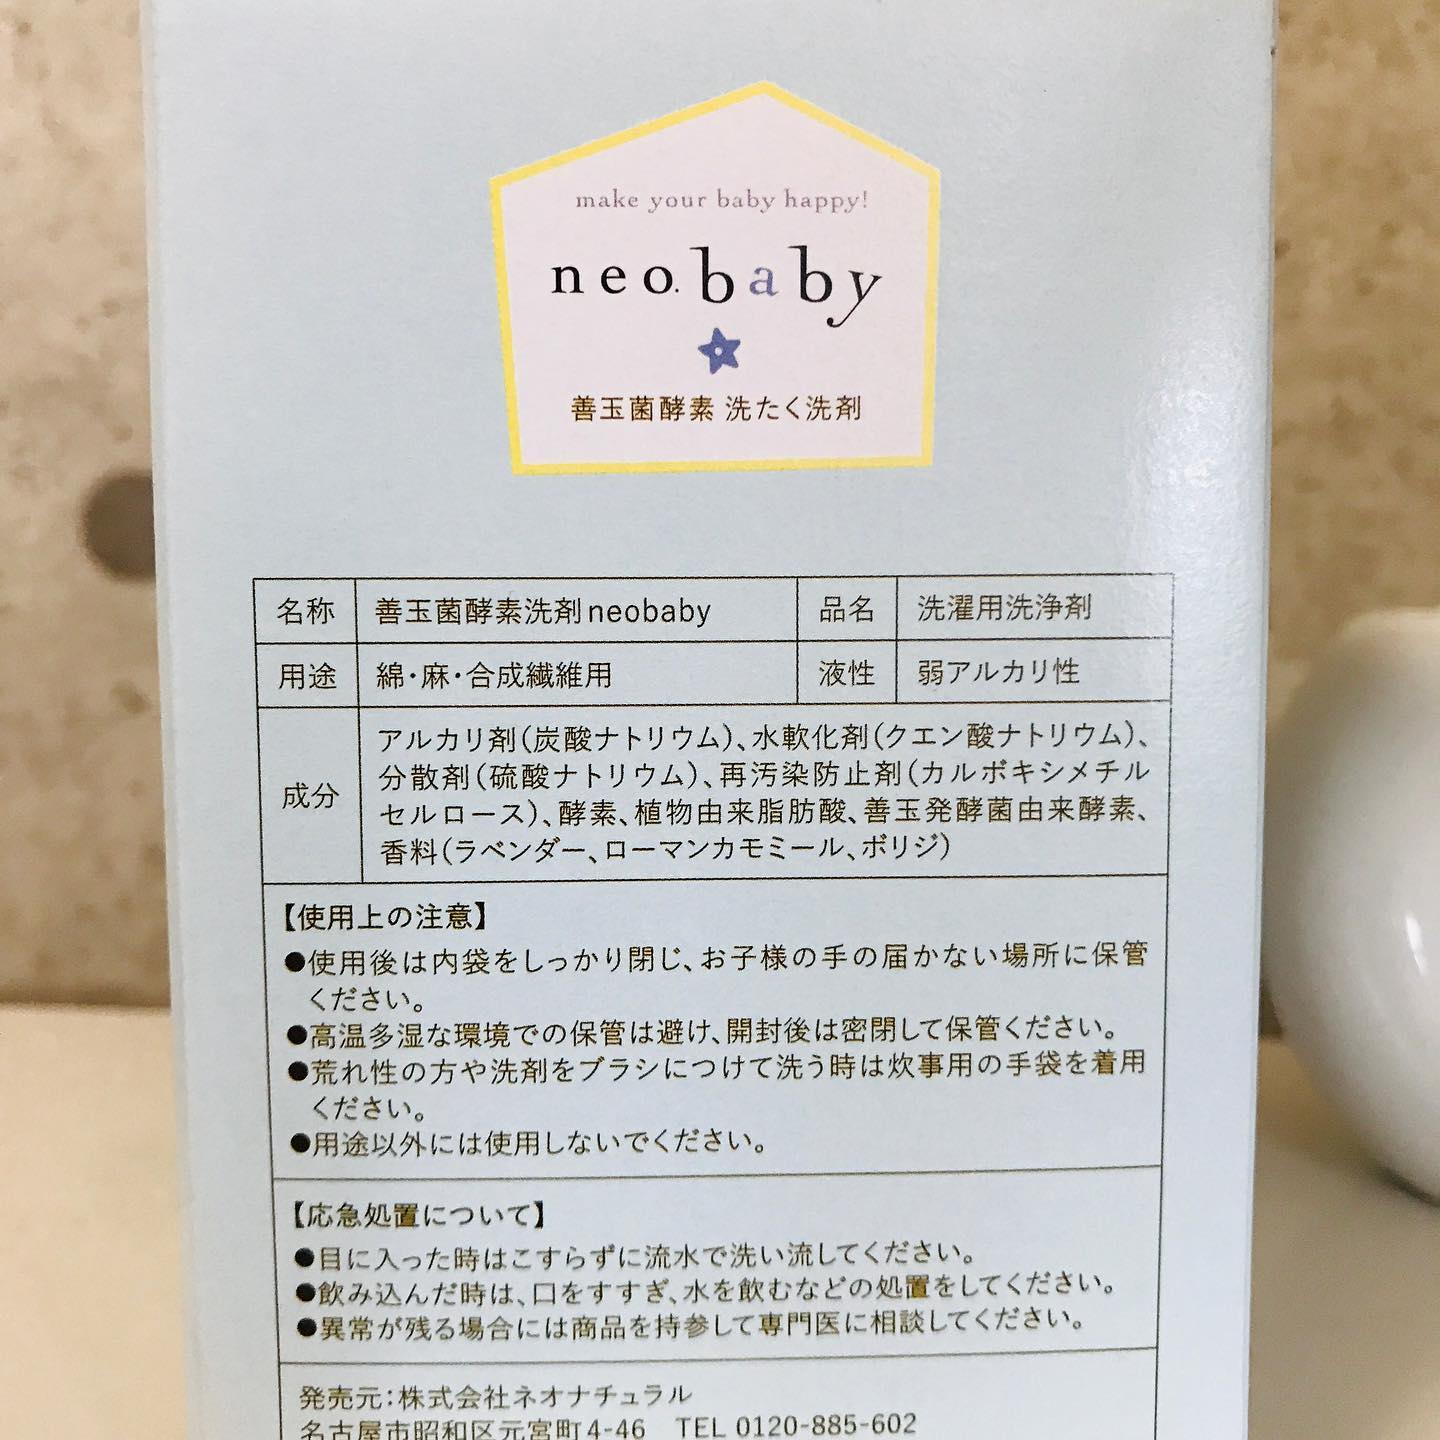 make your baby happy!
neo.baby
善玉菌酵素 洗たく洗剤
名称 善玉菌酵素洗剤neobaby 品名 洗濯用洗浄剤
用途 綿・麻・合成繊維用 液性 弱アルカリ性
成分
アルカリ剤(炭酸ナトリウム)、水軟化剤(クエン酸ナトリウム)、
分散剤(硫酸ナトリウム)、再汚染防止剤(カルボキシメチル
セルロース)、酵素、植物由来脂肪酸、善玉発酵菌由来酵素、
香料(ラベンダー、ローマンカモミール、ボリジ)
【使用上の注意】
●使用後は内袋をしっかり閉じ、お子様の手の届かない場所に保管
ください。
●高温多湿な環境での保管は避け、開封後は密閉して保管ください。
●荒れ性の方や洗剤をブラシにつけて洗う時は炊事用の手袋を着用
ください。
●用途以外には使用しないでください。
【応急処置について】
●目に入った時はこすらずに流水で洗い流してください。
●飲み込んだ時は、口をすすぎ、水を飲むなどの処置をしてください。
●異常が残る場合には商品を持参して専門医に相談してください。
発売元:株式会社ネオナチュラル
名古屋市昭和区元宮町4-46 TEL 0120-885-602